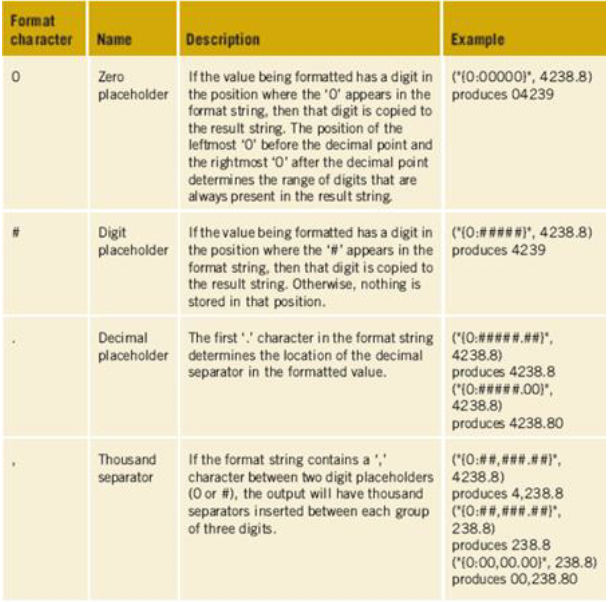 Format
character
Name
Description
Example
0
Zero
placeholder
If the value being formatted has a digit in
the position where the '0' appears in the
format string, then that digit is copied to
the result string. The position of the
leftmost '0' before the decimal point and
the rightmost '0' after the decimal point
determines the range of digits that are
always present in the result string.
("{0:00000}", 4238.8)
produces 04239
#
Digit
placeholder
If the value being formatted has a digit in
the position where the '#' appears in the
format string, then that digit is copied to
the result string. Otherwise, nothing is
stored in that position.
("{0:#####}", 4238.8)
produces 4239
.
Decimal
placeholder
The first '.' character in the format string
determines the location of the decimal
separator in the formatted value.
("{0:#####.##}",
4238.8)
produces 4238.8
("{0:#####.00}",
4238.8)
produces 4238.80
,
Thousand
separator
If the format string contains a ','
character between two digit placeholders
(0 or #), the output will have thousand
separators inserted between each group
of three digits.
("{0:##,###.##}",
4238.8)
produces 4,238.8
("{0:##,###.##}",
238.8)
produces 238.8
("{0:00,00.00}", 238.8)
produces 00,238.80